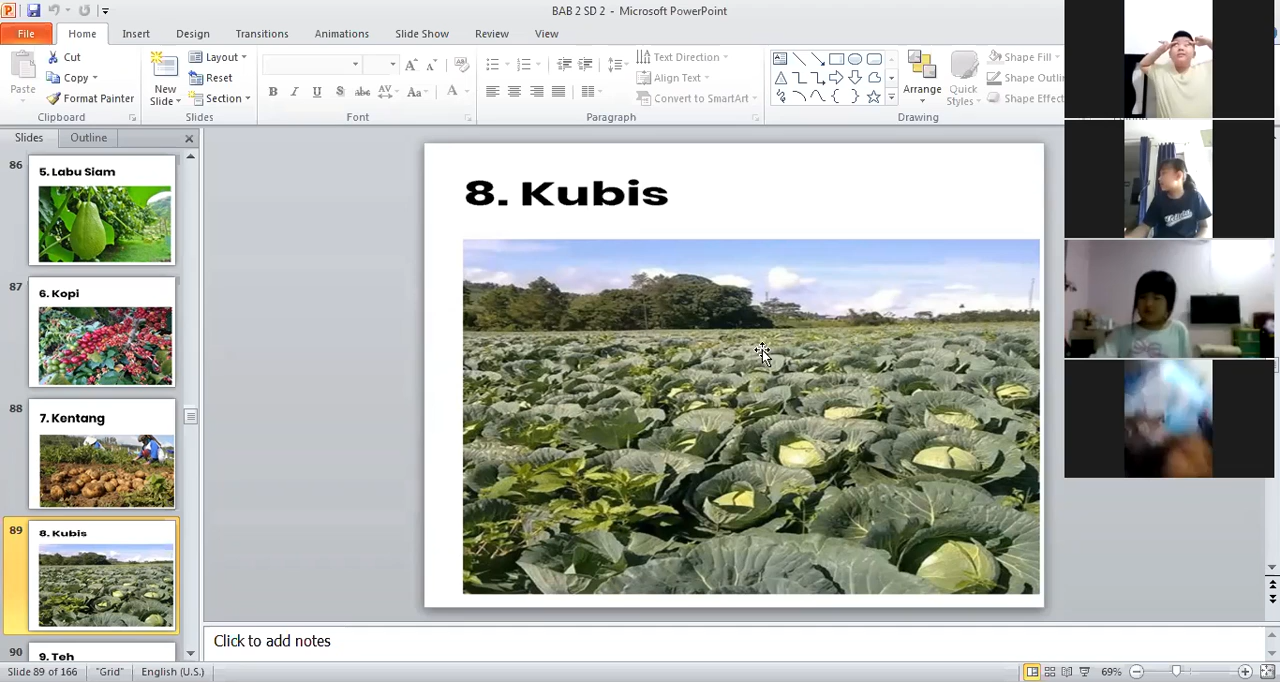 BAB 2 SD 2 - Microsoft PowerPoint
File Home Insert Design Transitions Animations Slide Show Review View
Paste
Cut
Copy
Format Painter
Clipboard
New Slide
Layout
Reset
Section
Slides
Font
Text Direction
Align Text
Convert to SmartArt
Paragraph
Arrange
Quick Styles
Shape Fill
Shape Outlin
Shape Effect
Drawing
Slides Outline
86
5. Labu Siam
87
6. Kopi
88
7. Kentang
89
8. Kubis
90
9. Teh
8. Kubis
Click to add notes
Slide 89 of 166 "Grid" English (U.S.) 69%